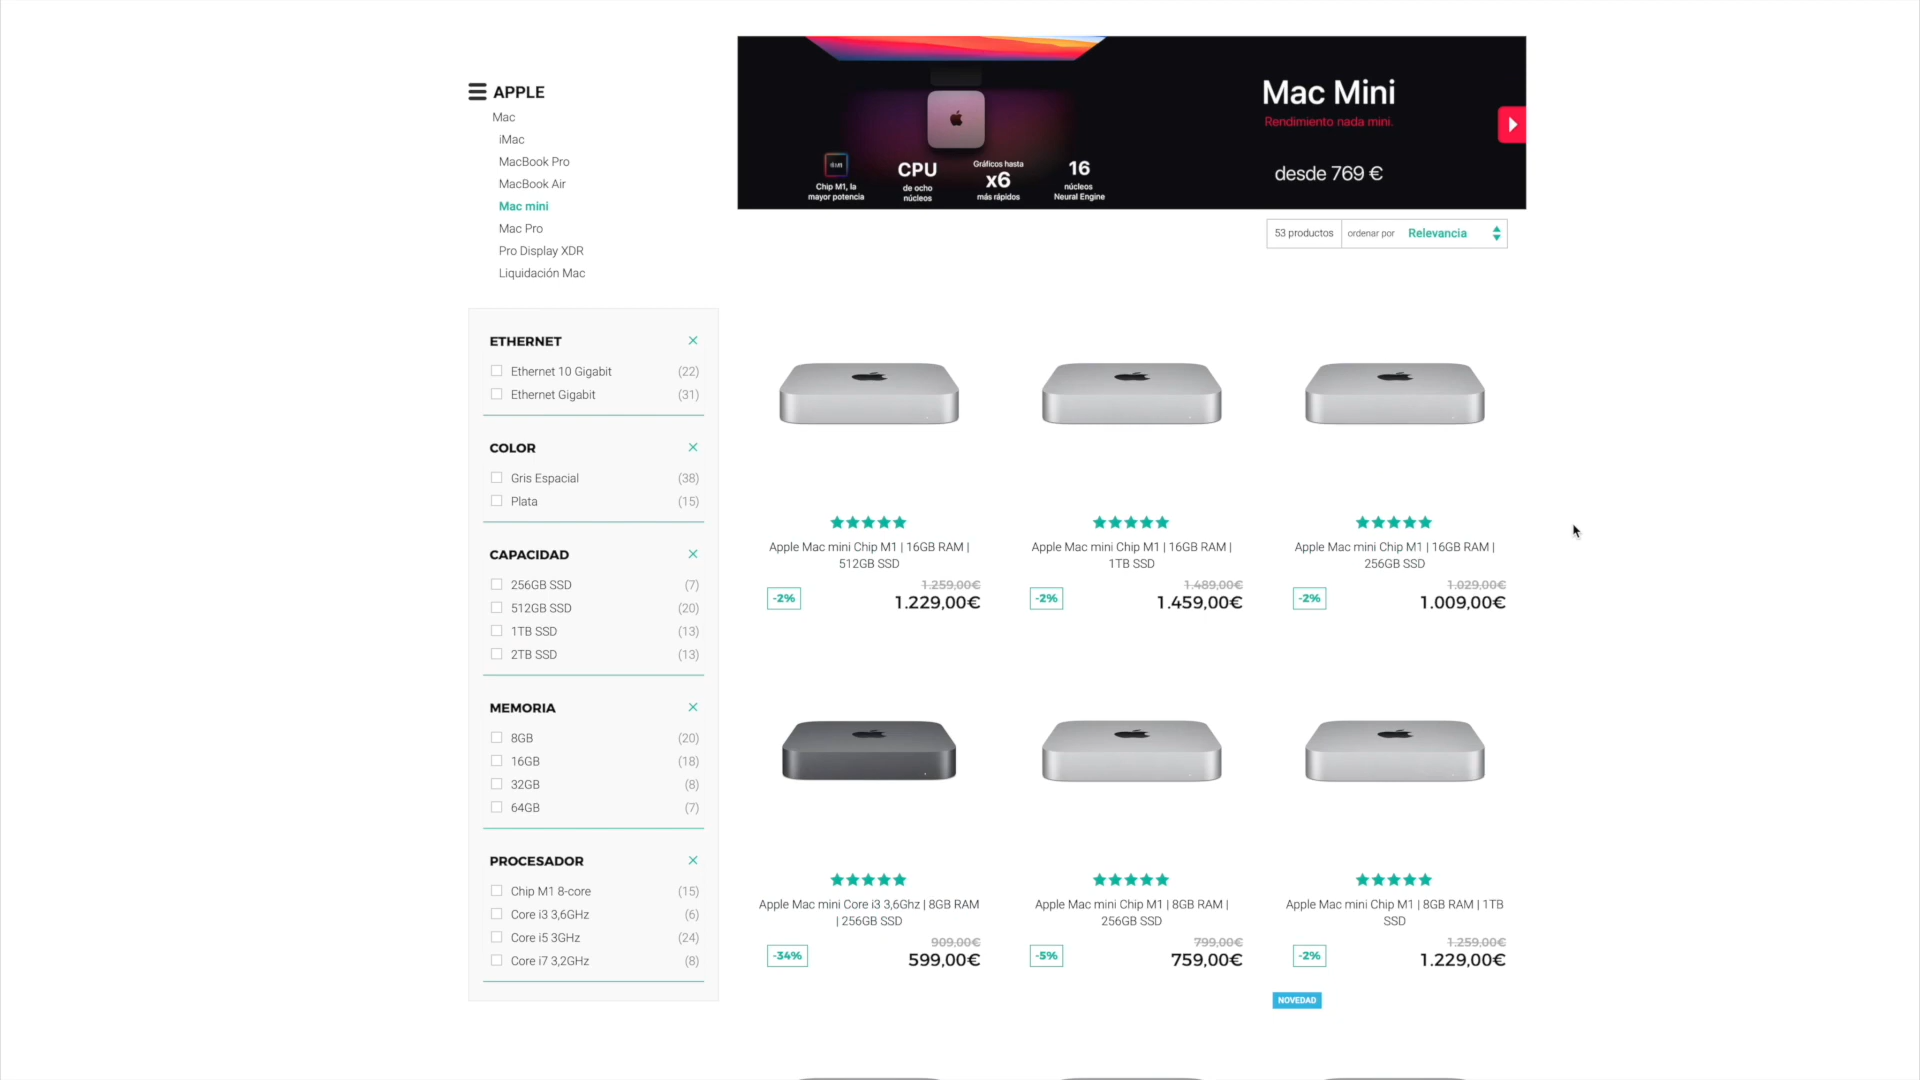 APPLE
Mac
iMac
MacBook Pro
MacBook Air
Mac mini
Mac Pro
Pro Display XDR
Liquidación Mac
Mac Mini
Rendimiento nada mini.
desde 769 €
Chip M1, la
mayor potencia
CPU
de ocho
núcleos
Gráficos hasta
x6
más rápidos
16
núcleos
Neural Engine
53 productos
ordenar por
Relevancia
ETHERNET
Ethernet 10 Gigabit (22)
Ethernet Gigabit (31)
COLOR
Gris Espacial (38)
Plata (15)
CAPACIDAD
256GB SSD (7)
512GB SSD (20)
1TB SSD (13)
2TB SSD (13)
MEMORIA
8GB (20)
16GB (18)
32GB (8)
64GB (7)
PROCESADOR
Chip M1 8-core (15)
Core i3 3,6GHz (6)
Core i5 3GHz (24)
Core i7 3,2GHz (8)
Apple Mac mini Chip M1 | 16GB RAM |
512GB SSD
-2%
1.259,00€
1.229,00€
Apple Mac mini Chip M1 | 16GB RAM |
1TB SSD
-2%
1.489,00€
1.459,00€
Apple Mac mini Chip M1 | 16GB RAM |
256GB SSD
-2%
1.029,00€
1.009,00€
Apple Mac mini Core i3 3,6Ghz | 8GB RAM
| 256GB SSD
-34%
909,00€
599,00€
Apple Mac mini Chip M1 | 8GB RAM |
256GB SSD
-5%
799,00€
759,00€
Apple Mac mini Chip M1 | 8GB RAM | 1TB
SSD
-2%
1.259,00€
1.229,00€
NOVEDAD